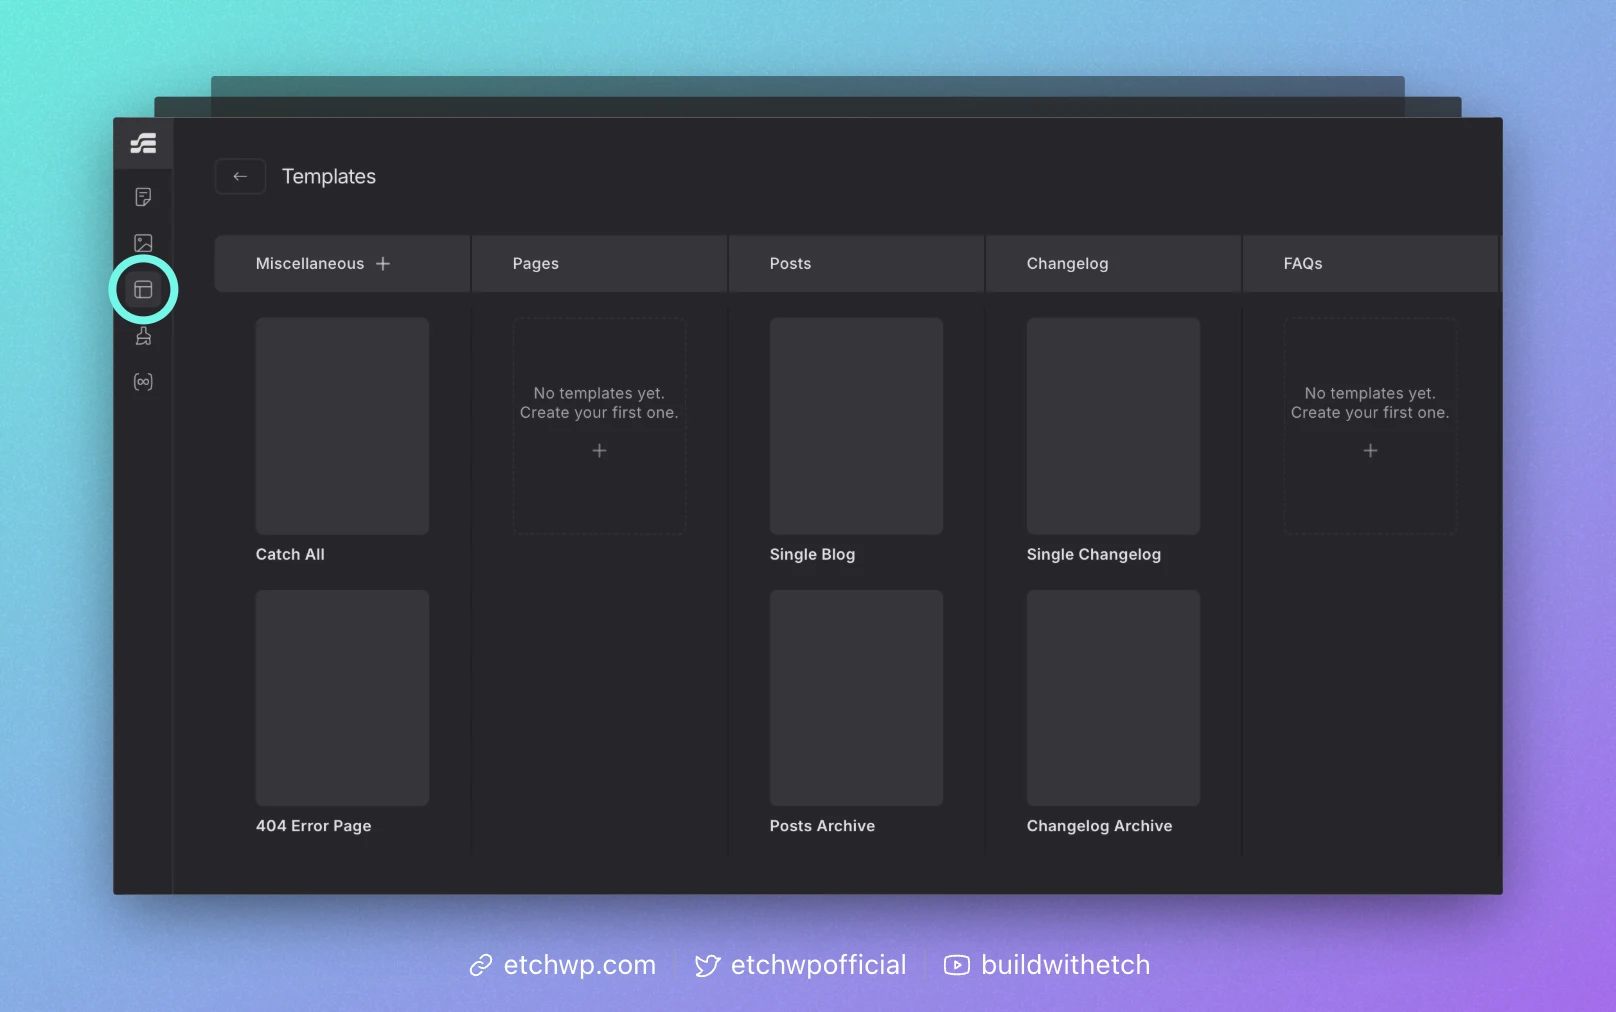 Templates
Miscellaneous
Pages
Posts
Changelog
FAQs
No templates yet.
Create your first one.
No templates yet.
Create your first one.
Catch All
Single Blog
Single Changelog
404 Error Page
Posts Archive
Changelog Archive
etchwp.com
etchwpofficial
buildwithetch